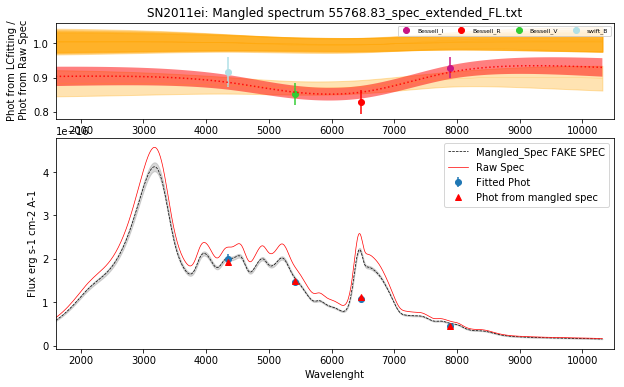 SN2011ei: Mangled spectrum 55768.83_spec_extended_FL.txt
Phot from LCfitting /
Phot from Raw Spec
1.0
0.9
0.8
Bessell_I Bessell_R Bessell_V swift_B
2000 3000 4000 5000 6000 7000 8000 9000 10000
Flux erg s-1 cm-2 A-1
4
3
2
1
0
Mangled_Spec FAKE SPEC
Raw Spec
Fitted Phot
Phot from mangled spec
2000 3000 4000 5000 6000 7000 8000 9000 10000
Wavelenght